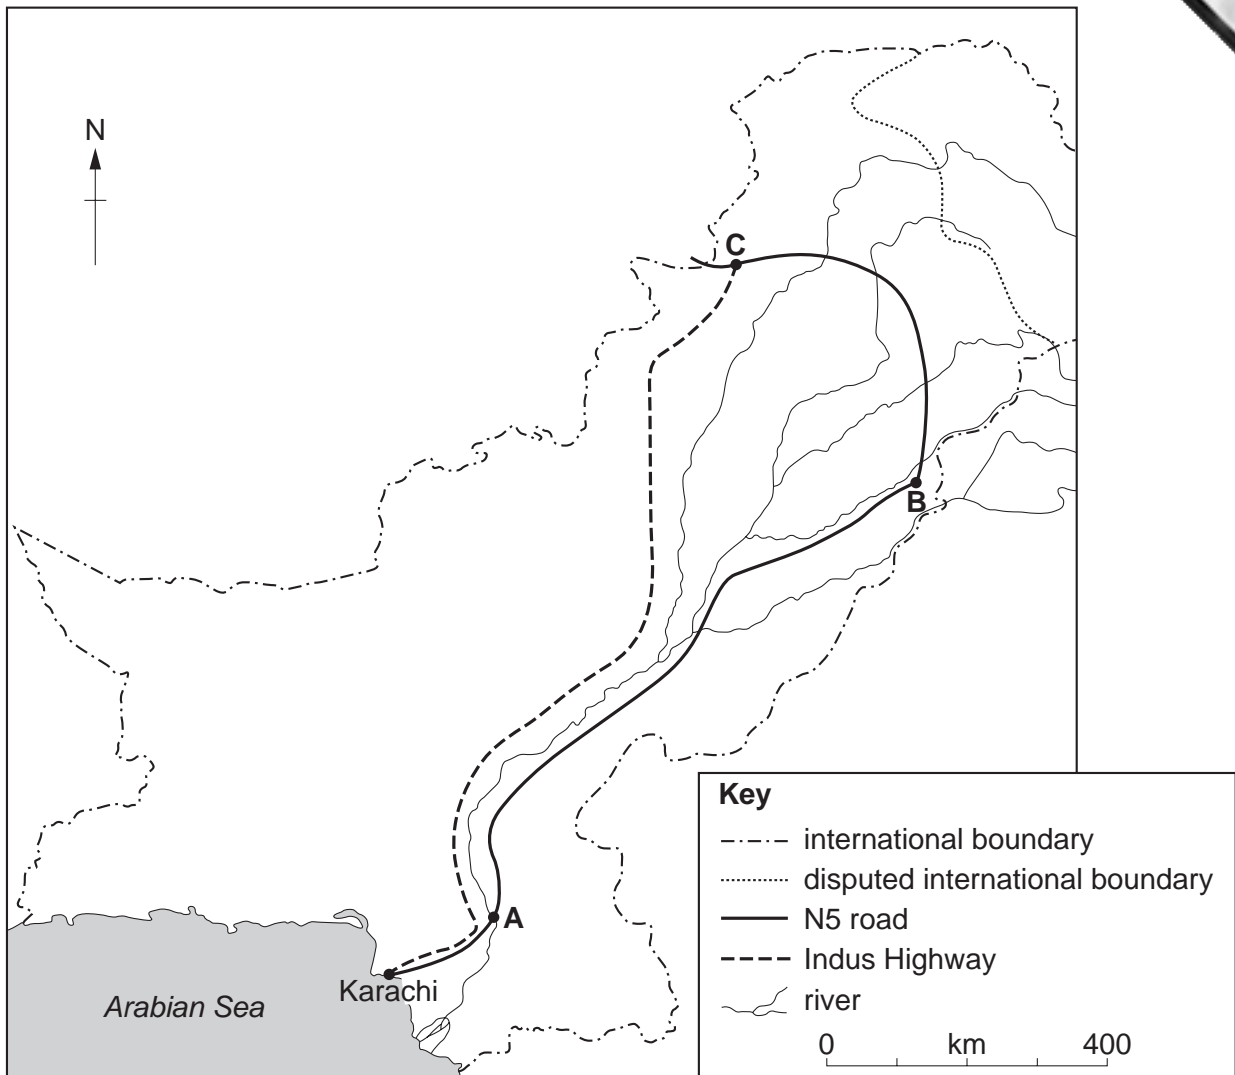 N
C
B
A
Karachi
Arabian Sea
Key
international boundary
disputed international boundary
N5 road
Indus Highway
river
0 km 400